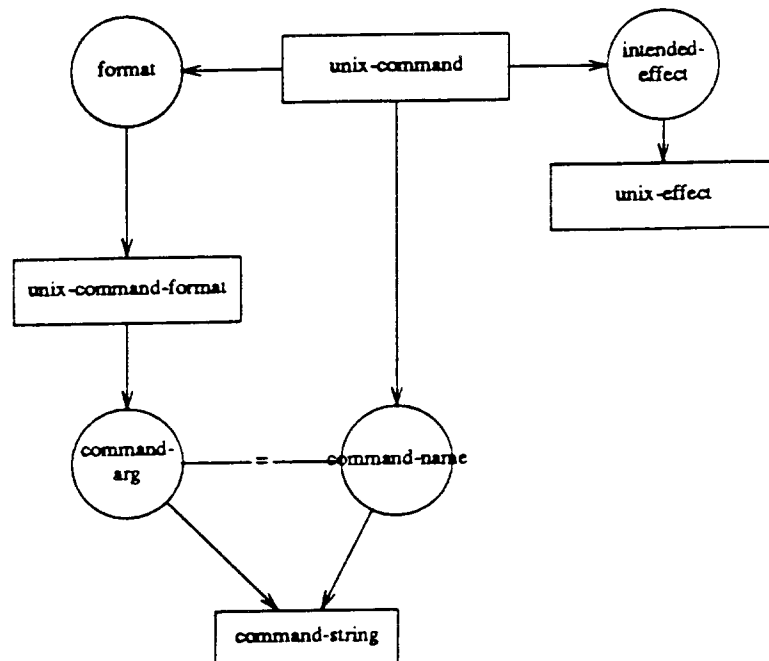 format
unix-command
intended-
effect
unix-effect
unix-command-format
command-
arg
=
command-name
command-string